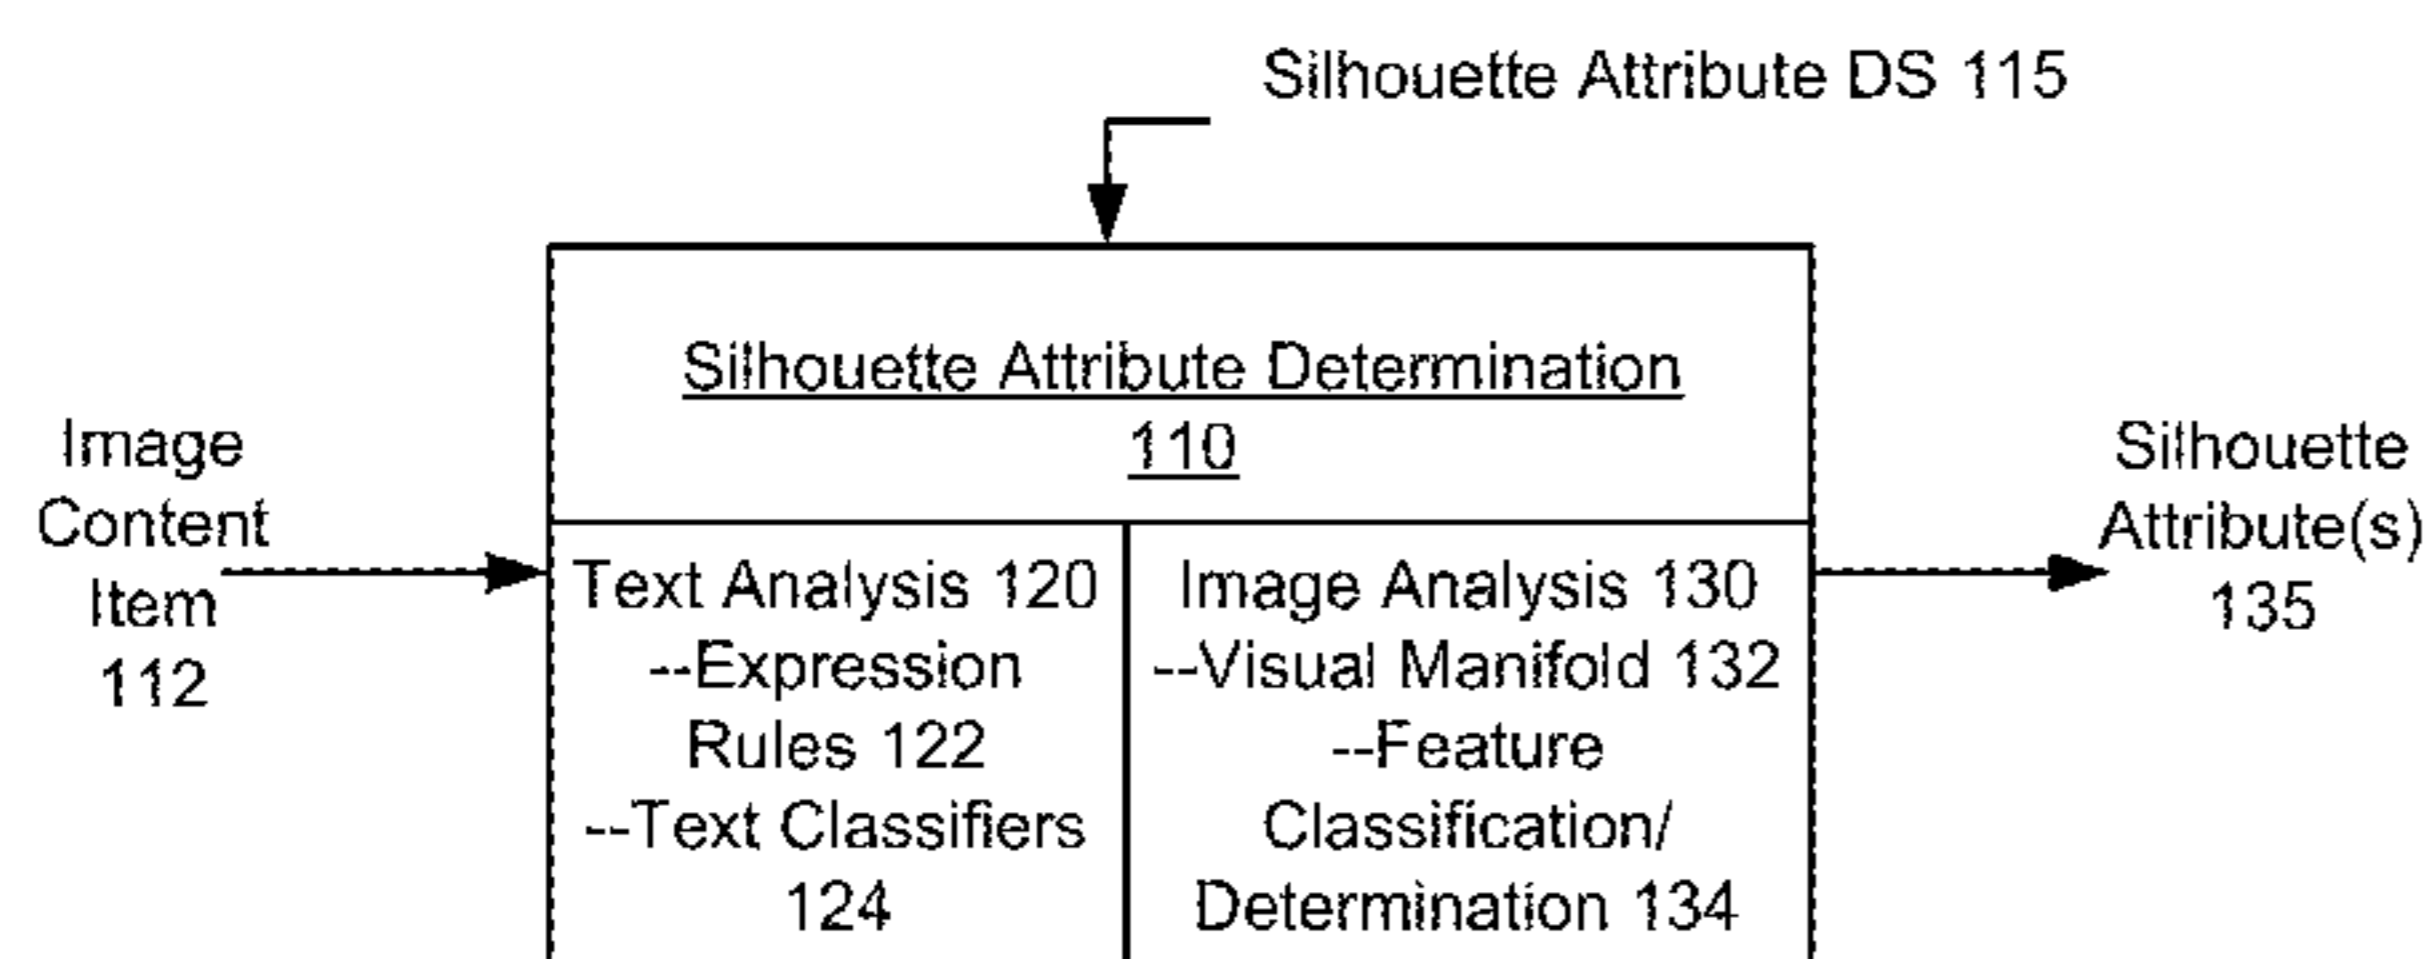 Silhouette Attribute DS 115
Silhouette Attribute Determination
110
Image
Content
Item
112
Text Analysis 120
--Expression
Rules 122
--Text Classifiers
124
Image Analysis 130
--Visual Manifold 132
--Feature
Classification/
Determination 134
Silhouette
Attribute(s)
135